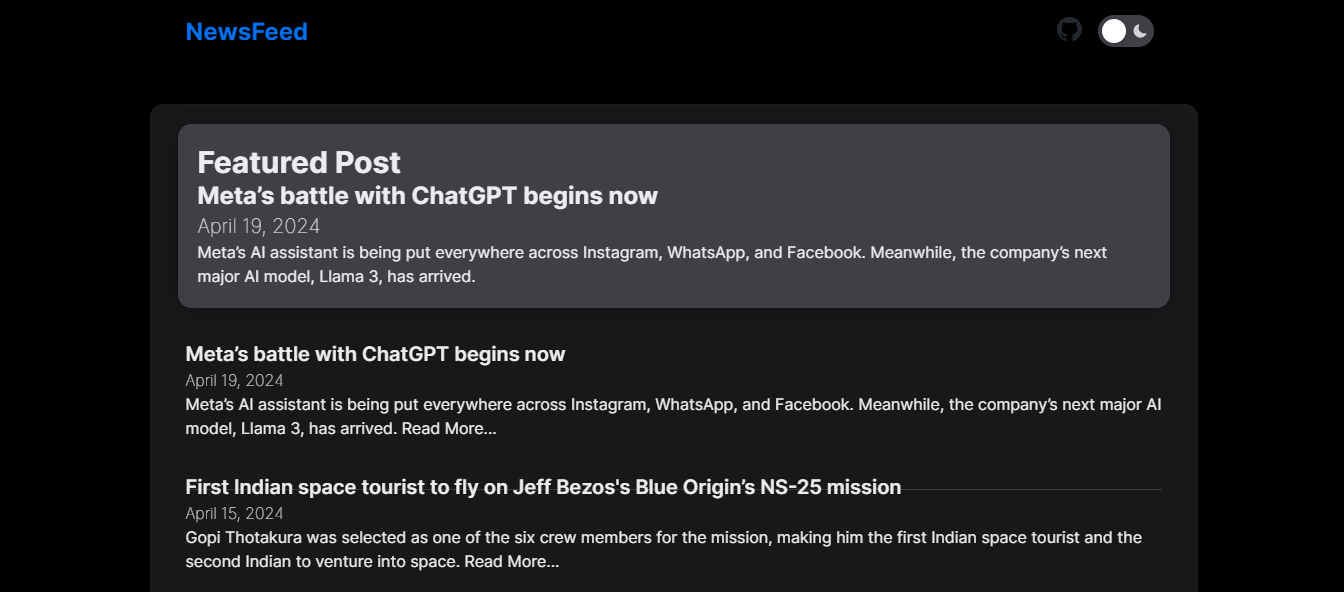 NewsFeed
Featured Post
Meta’s battle with ChatGPT begins now
April 19, 2024
Meta’s AI assistant is being put everywhere across Instagram, WhatsApp, and Facebook. Meanwhile, the company’s next
major AI model, Llama 3, has arrived.
Meta’s battle with ChatGPT begins now
April 19, 2024
Meta’s AI assistant is being put everywhere across Instagram, WhatsApp, and Facebook. Meanwhile, the company’s next major AI
model, Llama 3, has arrived. Read More...
First Indian space tourist to fly on Jeff Bezos's Blue Origin’s NS-25 mission
April 15, 2024
Gopi Thotakura was selected as one of the six crew members for the mission, making him the first Indian space tourist and the
second Indian to venture into space. Read More...